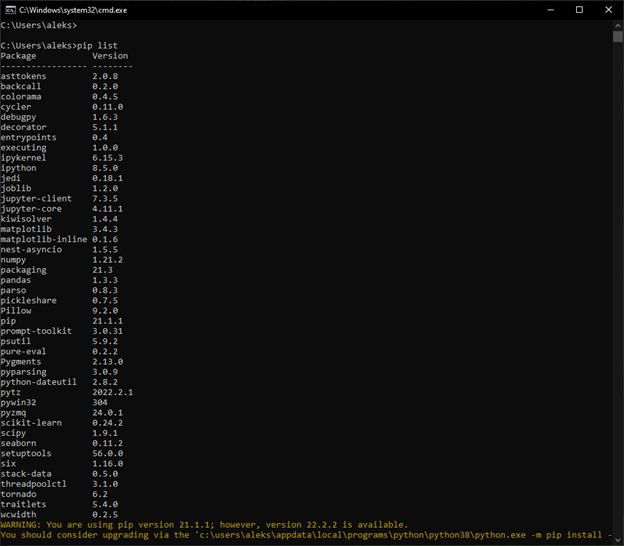 C:\Windows\system32\cmd.exe
C:\Users\aleks>
C:\Users\aleks>pip list
Package Version
----------------- --------
asttokens 2.0.8
backcall 0.2.0
colorama 0.4.5
cycler 0.11.0
debugpy 1.6.3
decorator 5.1.1
entrypoints 0.4
executing 1.0.0
ipykernel 6.15.3
ipython 8.5.0
jedi 0.18.1
joblib 1.2.0
jupyter-client 7.3.5
jupyter-core 4.11.1
kiwisolver 1.4.4
matplotlib 3.4.3
matplotlib-inline 0.1.6
nest-asyncio 1.5.5
numpy 1.21.2
packaging 21.3
pandas 1.3.3
parso 0.8.3
pickleshare 0.7.5
Pillow 9.2.0
pip 21.1.1
prompt-toolkit 3.0.31
psutil 5.9.2
pure-eval 0.2.2
Pygments 2.13.0
pyparsing 3.0.9
python-dateutil 2.8.2
pytz 2022.2.1
pywin32 304
pyzmq 24.0.1
scikit-learn 0.24.2
scipy 1.9.1
seaborn 0.11.2
setuptools 56.0.0
six 1.16.0
stack-data 0.5.0
threadpoolctl 3.1.0
tornado 6.2
traitlets 5.4.0
wcwidth 0.2.5
WARNING: You are using pip version 21.1.1; however, version 22.2.2 is available.
You should consider upgrading via the 'c:\users\aleks\appdata\local\programs\python\python38\python.exe -m pip install -